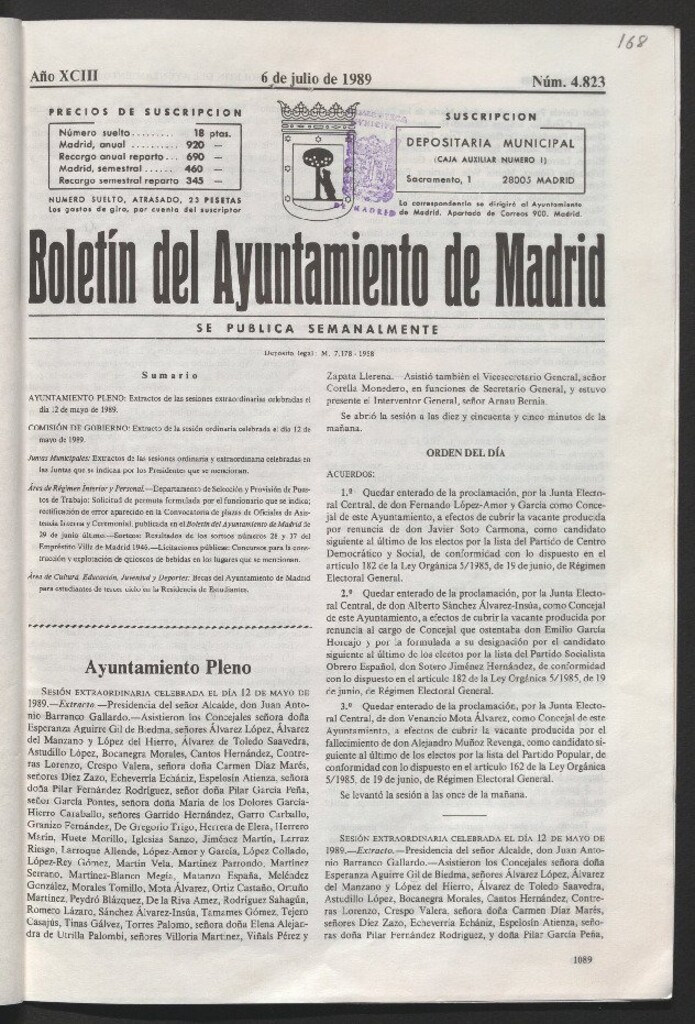 168
Año XCIII
6 de julio de 1989
Núm. 4.823
PRECIOS DE SUSCRIPCION
Número suelto......... 18 ptas.
Madrid, anual ......... 920 —
Recargo anual reparto... 690 —
Madrid, semestral ...... 460 —
Recargo semestral reparto 345 —
NUMERO SUELTO, ATRASADO, 25 PESETAS
Los gastos de giro, por cuenta del suscriptor
DE MADRID
SUSCRIPCION
DEPOSITARIA MUNICIPAL
(CAJA AUXILIAR NUMERO 1)
Sacramento, 1 28005 MADRID
La correspondencia se dirigirá al Ayuntamiento
de Madrid. Apartado de Correos 900. Madrid.
Boletín del Ayuntamiento de Madrid
SE PUBLICA SEMANALMENTE
Depósito legal: M. 7.178 - 1958
Sumario
AYUNTAMIENTO PLENO: Extractos de las sesiones extraordinarias celebradas el
día 12 de mayo de 1989.
COMISIÓN DE GOBIERNO: Extracto de la sesión ordinaria celebrada el día 12 de
mayo de 1989.
Juntas Municipales: Extractos de las sesiones ordinaria y extraordinaria celebradas en
las Juntas que se indican por los Presidentes que se mencionan.
Área de Régimen Interior y Personal.—Departamento de Selección y Provisión de Pues-
tos de Trabajo: Solicitud de permuta formulada por el funcionario que se indica;
rectificación de error aparecido en la Convocatoria de plazas de Oficiales de Asis-
tencia Interna y Ceremonial, publicada en el Boletín del Ayuntamiento de Madrid de
29 de junio último—Sorteos: Resultados de los sorteos números 28 y 37 del
Empréstito Villa de Madrid 1946.—Licitaciones públicas: Concursos para la cons-
trucción y explotación de quioscos de bebidas en los lugares que se mencionan.
Área de Cultura, Educación, Juventud y Deportes: Becas del Ayuntamiento de Madrid
para estudiantes de tercer ciclo en la Residencia de Estudiantes.
Ayuntamiento Pleno
SESIÓN EXTRAORDINARIA CELEBRADA EL DÍA 12 DE MAYO DE
1989.—Extracto.—Presidencia del señor Alcalde, don Juan Anto-
nio Barranco Gallardo.—Asistieron los Concejales señora doña
Esperanza Aguirre Gil de Biedma, señores Álvarez López, Álvarez
del Manzano y López del Hierro, Álvarez de Toledo Saavedra,
Astudillo López, Bocanegra Morales, Cantos Hernández, Contre-
ras Lorenzo, Crespo Valera, señora doña Carmen Díaz Marés,
señores Díez Zazo, Echeverría Echániz, Espelosín Atienza, señora
doña Pilar Fernández Rodríguez, señor doña Pilar García Peña,
señor García Pontes, señora doña María de los Dolores García-
Hierro Caraballo, señores Garrido Hernández, Garro Carballo,
Granizo Fernández, De Gregorio Trigo, Herrera de Elera, Herrero
Marín, Huete Morillo, Iglesias Sanzo, Jiménez Martín, Larraz
Riesgo, Larroque Allende, López-Amor y García, López Collado,
López-Rey Gómez, Martín Vela, Martínez Parrondo, Martínez
Serrano, Martínez-Blanco Megía, Matanzo España, Meléndez
González, Morales Tomillo, Mota Álvarez, Ortiz Castaño, Ortuño
Martínez, Peydró Blázquez, De la Riva Amez, Rodríguez Sahagún,
Romero Lázaro, Sánchez Álvarez-Insúa, Tamames Gómez, Tejero
Casajús, Tinas Gálvez, Torres Palomo, señora doña Elena Alejan-
dra de Utrilla Palombi, señores Villoria Martínez, Viñals Pérez y
Zapata Llerena. Asistió también el Vicesecretario General, señor
Corella Monedero, en funciones de Secretario General, y estuvo
presente el Interventor General, señor Arnau Bernia.
Se abrió la sesión a las diez y cincuenta y cinco minutos de la
mañana.
ORDEN DEL DÍA
ACUERDOS:
1.º Quedar enterado de la proclamación, por la Junta Electo-
ral Central, de don Fernando López-Amor y García como Conce-
jal de este Ayuntamiento, a efectos de cubrir la vacante producida
por renuncia de don Javier Soto Carmona, como candidato
siguiente al último de los electos por la lista del Partido de Centro
Democrático y Social, de conformidad con lo dispuesto en el
artículo 182 de la Ley Orgánica 5/1985, de 19 de junio, de Régimen
Electoral General.
2.º Quedar enterado de la proclamación, por la Junta Electo-
ral Central, de don Alberto Sánchez Álvarez-Insúa, como Concejal
de este Ayuntamiento, a efectos de cubrir la vacante producida por
renuncia al cargo de Concejal que ostentaba don Emilio García
Horcajo y por la formulada a su designación por el candidato
siguiente al último de los electos por la lista del Partido Socialista
Obrero Español, don Sotero Jiménez Hernández, de conformidad
con lo dispuesto en el artículo 182 de la Ley Orgánica 5/1985, de 19
de junio, de Régimen Electoral General.
3.º Quedar enterado de la proclamación, por la Junta Electo-
ral Central, de don Venancio Mota Álvarez, como Concejal de este
Ayuntamiento, a efectos de cubrir la vacante producida por el
fallecimiento de don Alejandro Muñoz Revenga, como candidato si-
guiente al último de los electos por la lista del Partido Popular, de
conformidad con lo dispuesto en el artículo 162 de la Ley Orgánica
5/1985, de 19 de junio, de Régimen Electoral General.
Se levantó la sesión a las once de la mañana.
SESIÓN EXTRAORDINARIA CELEBRADA EL DÍA 12 DE MAYO DE
1989.—Extracto.—Presidencia del señor Alcalde, don Juan Anto-
nio Barranco Gallardo.—Asistieron los Concejales señora doña
Esperanza Aguirre Gil de Biedma, señores Álvarez López, Álvarez
del Manzano y López del Hierro, Álvarez de Toledo Saavedra,
Astudillo López, Bocanegra Morales, Cantos Hernández, Contre-
ras Lorenzo, Crespo Valera, señora doña Carmen Díaz Marés,
señores Díez Zazo, Echeverría Echániz, Espelosín Atienza, seño-
ras doña Pilar Fernández Rodríguez, y doña Pilar García Peña,
1089